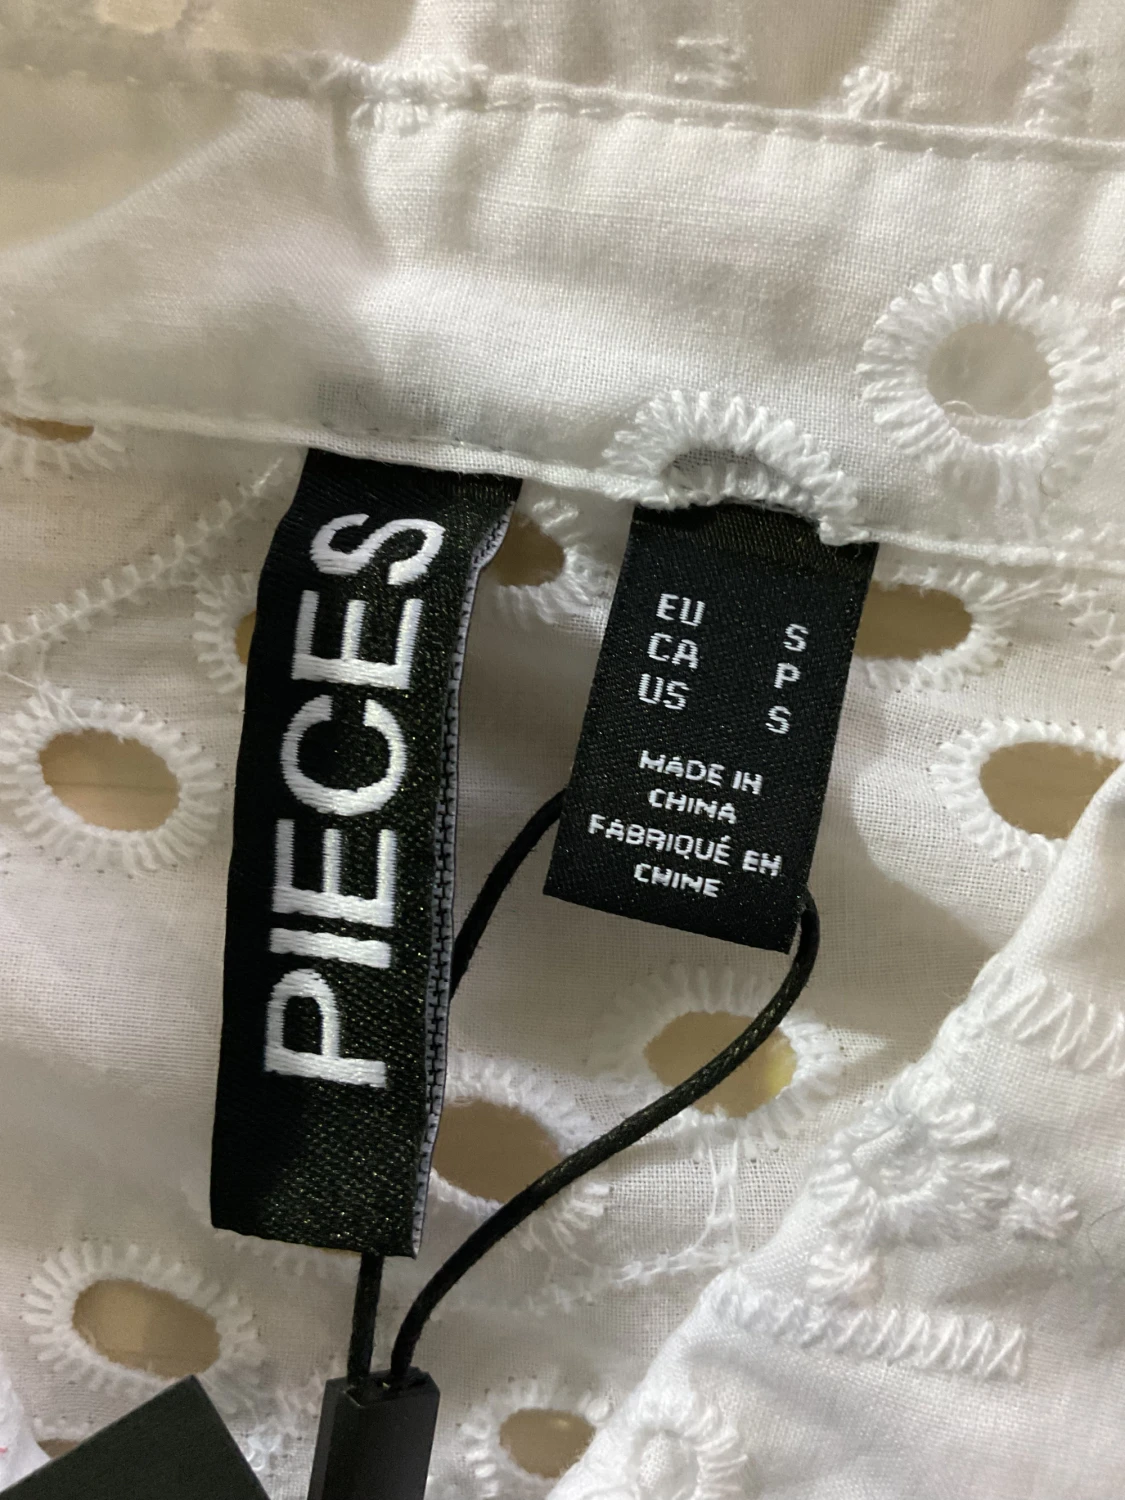 PIECES
EU S
CA P
US S
MADE IN
CHINA
FABRIQUÉ EN
CHINE